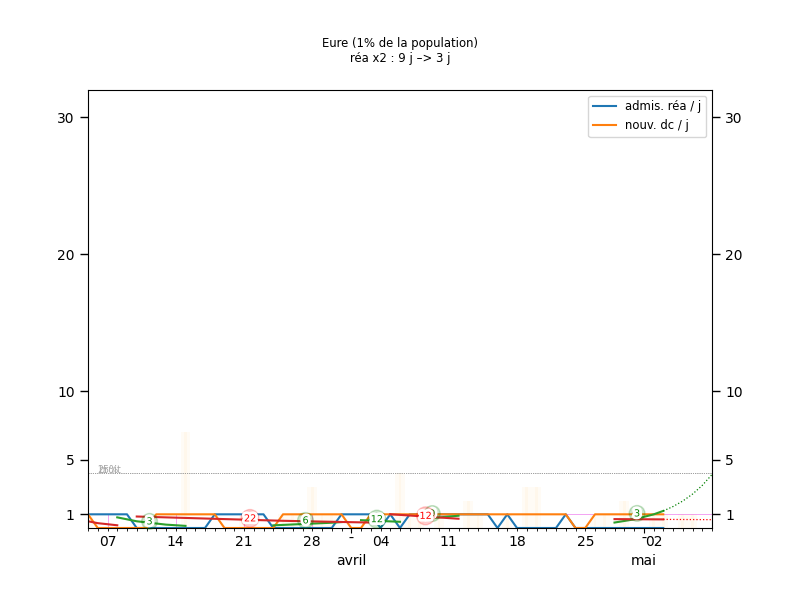 Eure (1% de la population)
réa x2 : 9 j –> 3 j
admis. réa / j
nouv. dc / j
30 30
20 20
10 10
5 5
1 1
3 22 6 12 12 3
07 14 21 28 - 04 11 18 25 - 02
avril mai